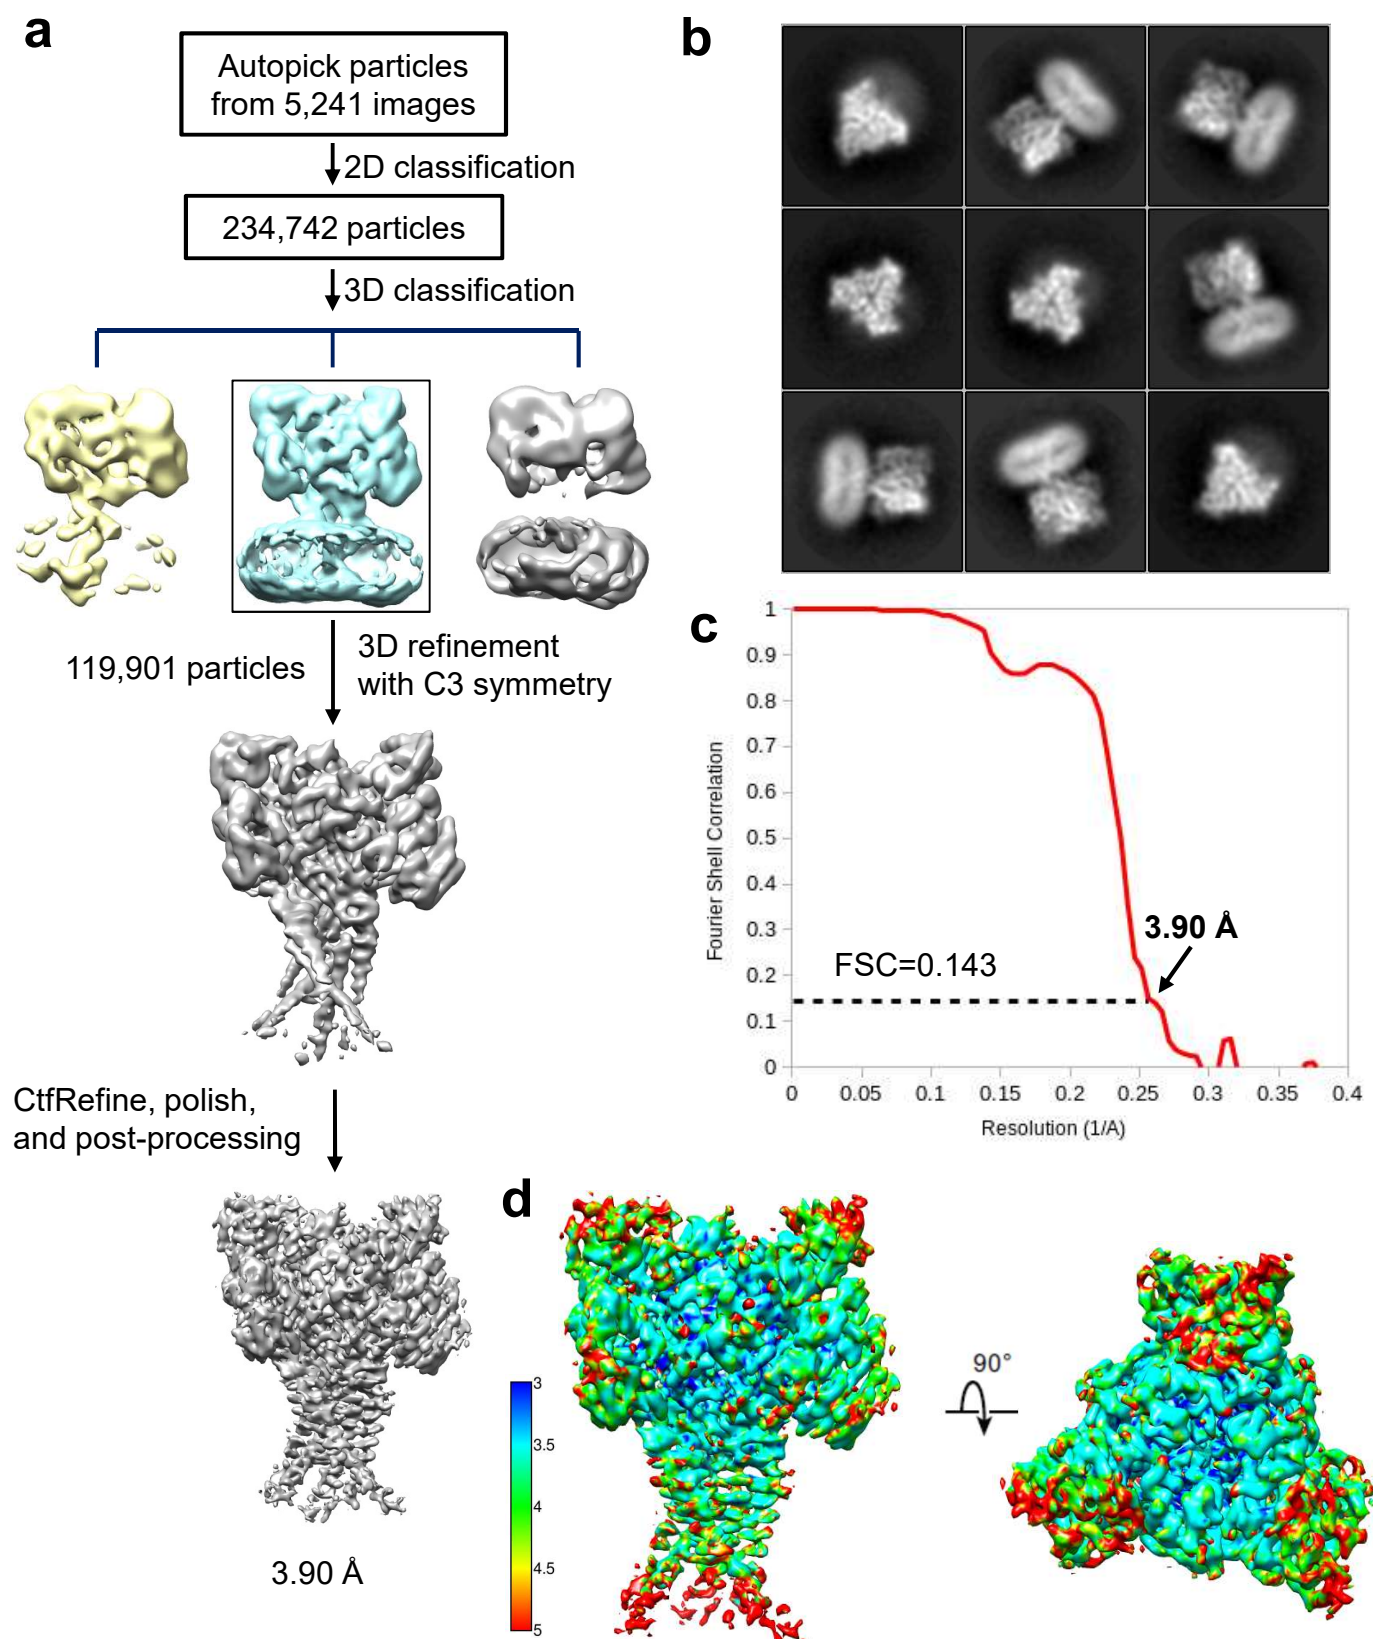 a
Autopick particles
from 5,241 images
2D classification
234,742 particles
3D classification
119,901 particles
3D refinement
with C3 symmetry
CtfRefine, polish,
and post-processing
3.90 Å
b
c
1
0.9
0.8
0.7
0.6
0.5
0.4
0.3
0.2
0.1
0
Fourier Shell Correlation
FSC=0.143
3.90 Å
0
0.05
0.1
0.15
0.2
0.25
0.3
0.35
0.4
Resolution (1/A)
d
3
3.5
4
4.5
5
90°